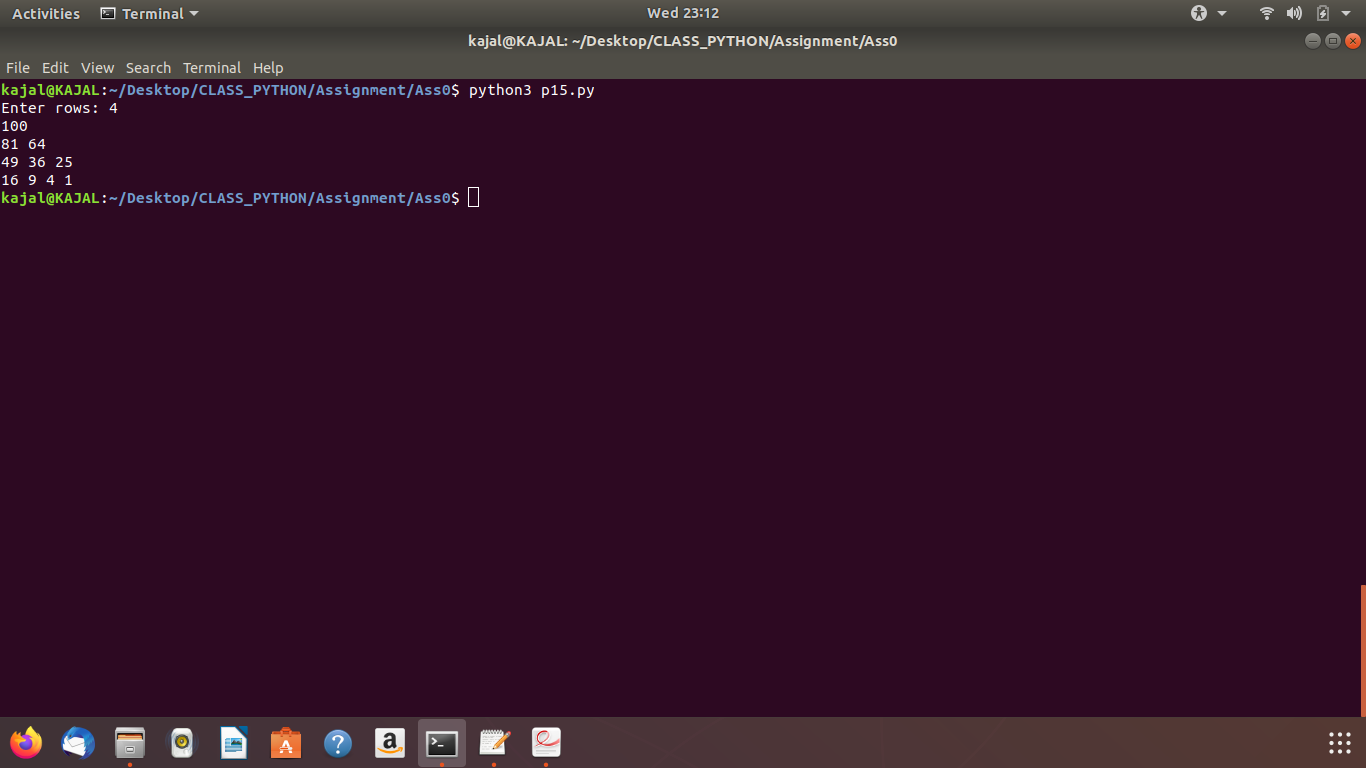 Activities Terminal Wed 23:12
kajal@KAJAL: ~/Desktop/CLASS_PYTHON/Assignment/Ass0
File Edit View Search Terminal Help
kajal@KAJAL:~/Desktop/CLASS_PYTHON/Assignment/Ass0$ python3 p15.py
Enter rows: 4
100
81 64
49 36 25
16 9 4 1
kajal@KAJAL:~/Desktop/CLASS_PYTHON/Assignment/Ass0$